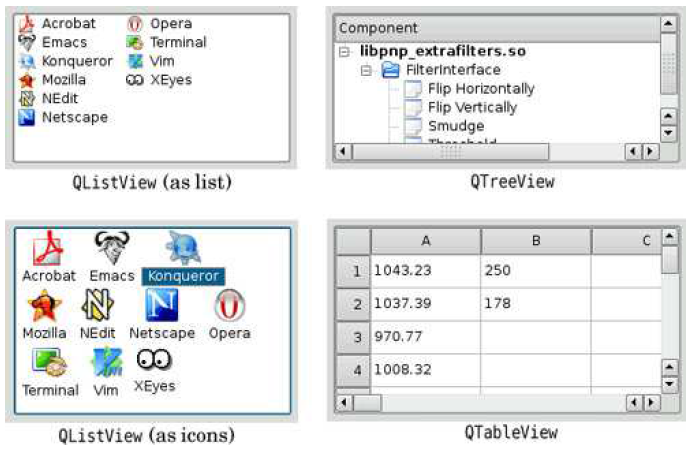 Acrobat Opera
Emacs Terminal
Konqueror Vim
Mozilla XEyes
NEdit
Netscape
QListView (as list)
Component
libpnp_extrafilters.so
FilterInterface
Flip Horizontally
Flip Vertically
Smudge
Threshold
QTreeView
Acrobat Emacs Konqueror
Mozilla NEdit Netscape Opera
Terminal Vim XEyes
QListView (as icons)
A B C
1 1043.23 250
2 1037.39 178
3 970.77
4 1008.32
QTableView